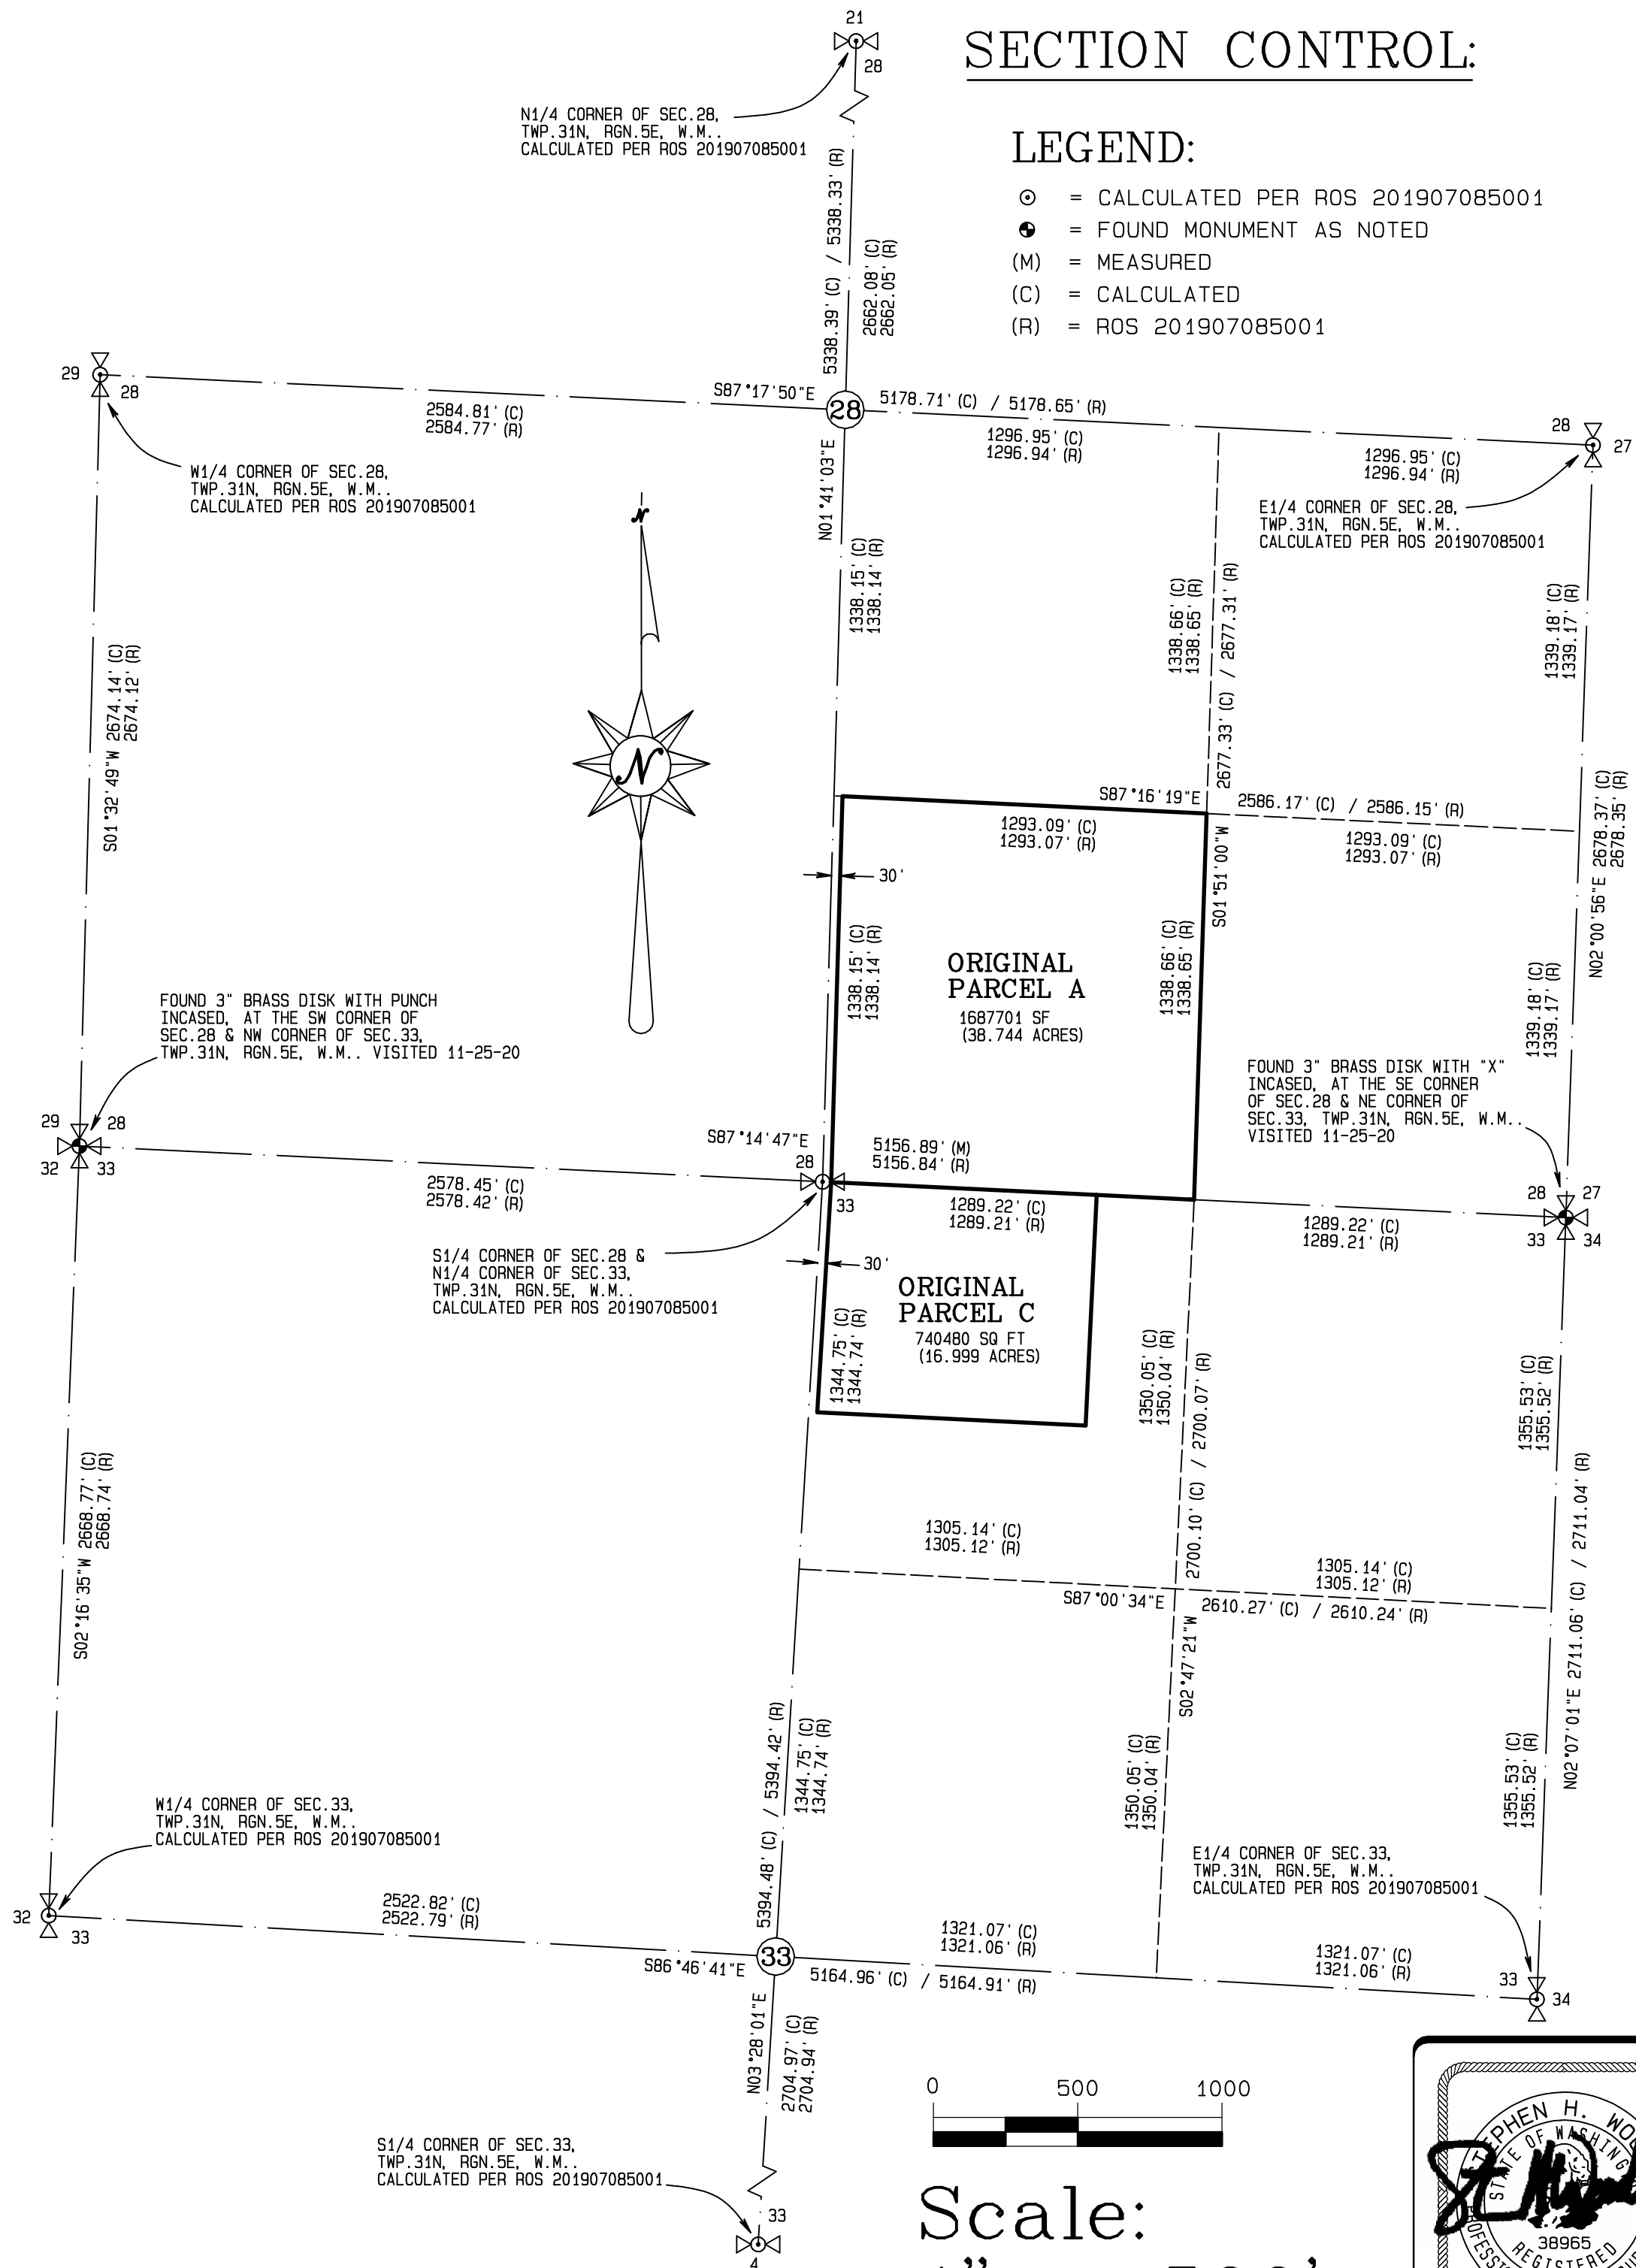 21
28
SECTION CONTROL:
N1/4 CORNER OF SEC.28,
TWP.31N, RGN.5E, W.M..
CALCULATED PER ROS 201907085001
LEGEND:
= CALCULATED PER ROS 201907085001
= FOUND MONUMENT AS NOTED
(M) = MEASURED
(C) = CALCULATED
(R) = ROS 201907085001
5338.39' (C) / 5338.33' (R)
2662.08' (C)
2662.05' (R)
29
28
2584.81' (C)
2584.77' (R)
S87°17'50"E
28
5178.71' (C) / 5178.65' (R)
1296.95' (C)
1296.94' (R)
1296.95' (C)
1296.94' (R)
28
27
W1/4 CORNER OF SEC.28,
TWP.31N, RGN.5E, W.M..
CALCULATED PER ROS 201907085001
E1/4 CORNER OF SEC.28,
TWP.31N, RGN.5E, W.M..
CALCULATED PER ROS 201907085001
N01°41'03"E
1338.15' (C)
1338.14' (R)
1338.66' (C)
1338.65' (R)
2677.33' (C) / 2677.31' (R)
1339.18' (C)
1339.17' (R)
N
N
S01°32'49"W 2674.14' (C)
2674.12' (R)
S87°16'19"E
2586.17' (C) / 2586.15' (R)
1293.09' (C)
1293.07' (R)
1293.09' (C)
1293.07' (R)
N02°00'56"E 2678.37' (C)
2678.35' (R)
30'
S01°51'00"W
1338.15' (C)
1338.14' (R)
ORIGINAL
PARCEL A
1687701 SF
(38.744 ACRES)
1338.66' (C)
1338.65' (R)
1339.18' (C)
1339.17' (R)
FOUND 3" BRASS DISK WITH PUNCH
INCASED, AT THE SW CORNER OF
SEC.28 & NW CORNER OF SEC.33,
TWP.31N, RGN.5E, W.M.. VISITED 11-25-20
FOUND 3" BRASS DISK WITH "X"
INCASED, AT THE SE CORNER
OF SEC.28 & NE CORNER OF
SEC.33, TWP.31N, RGN.5E, W.M..
VISITED 11-25-20
29
28
32
33
S87°14'47"E
5156.89' (M)
5156.84' (R)
28
33
2578.45' (C)
2578.42' (R)
1289.22' (C)
1289.21' (R)
1289.22' (C)
1289.21' (R)
28
27
33
34
S1/4 CORNER OF SEC.28 &
N1/4 CORNER OF SEC.33,
TWP.31N, RGN.5E, W.M..
CALCULATED PER ROS 201907085001
30'
ORIGINAL
PARCEL C
740480 SQ FT
(16.999 ACRES)
1344.75' (C)
1344.74' (R)
1350.05' (C)
1350.04' (R)
2700.10' (C) / 2700.07' (R)
1355.53' (C)
1355.52' (R)
S02°16'35"W 2668.77' (C)
2668.74' (R)
N02°07'01"E 2711.06' (C) / 2711.04' (R)
1305.14' (C)
1305.12' (R)
1305.14' (C)
1305.12' (R)
S87°00'34"E
2610.27' (C) / 2610.24' (R)
S02°47'21"W
5394.48' (C) / 5394.42' (R)
1344.75' (C)
1344.74' (R)
1350.05' (C)
1350.04' (R)
1355.53' (C)
1355.52' (R)
W1/4 CORNER OF SEC.33,
TWP.31N, RGN.5E, W.M..
CALCULATED PER ROS 201907085001
E1/4 CORNER OF SEC.33,
TWP.31N, RGN.5E, W.M..
CALCULATED PER ROS 201907085001
32
33
2522.82' (C)
2522.79' (R)
S86°46'41"E
33
1321.07' (C)
1321.06' (R)
5164.96' (C) / 5164.91' (R)
1321.07' (C)
1321.06' (R)
33
34
N03°28'01"E
2704.97' (C)
2704.94' (R)
0 500 1000
S1/4 CORNER OF SEC.33,
TWP.31N, RGN.5E, W.M..
CALCULATED PER ROS 201907085001
33
4
Scale:
STEPHEN H.
STATE OF
38965
REGISTERED